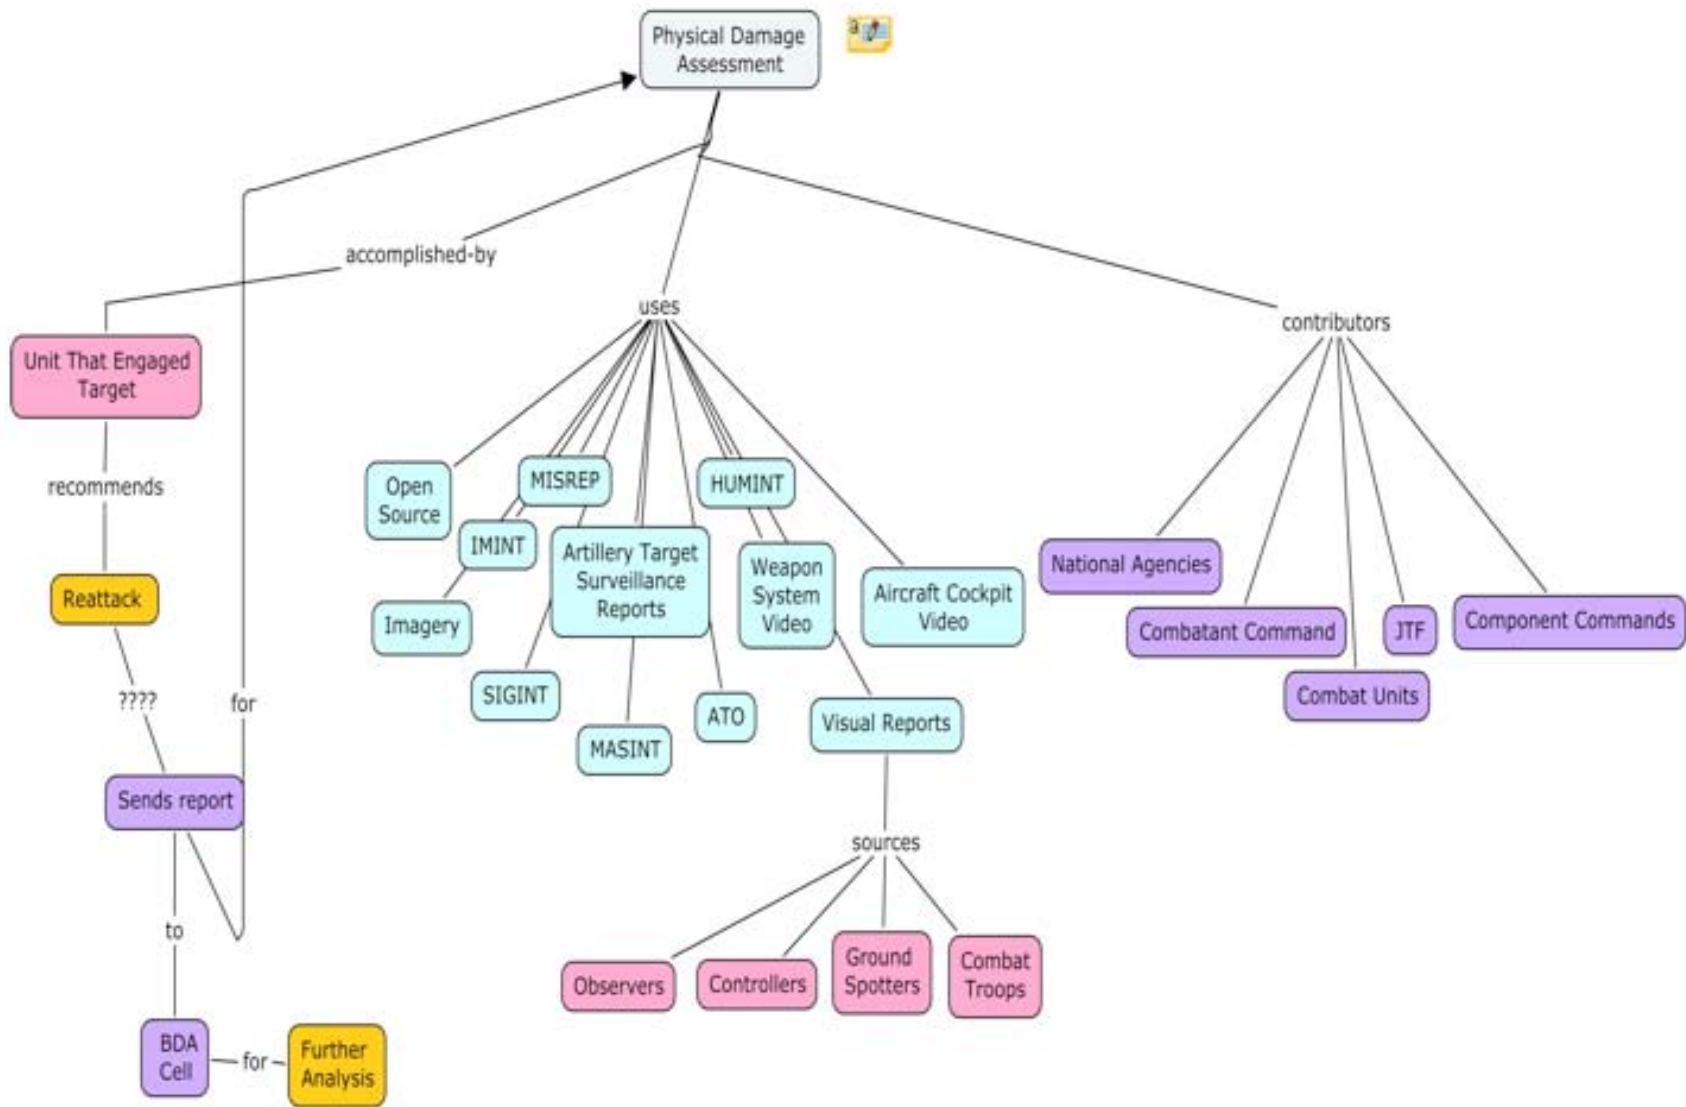 Physical Damage
Assessment
accomplished-by
uses
contributors
Unit That Engaged
Target
recommends
Reattack
????
for
Sends report
to
BDA
Cell
for
Further
Analysis
Open
Source
MISREP
HUMINT
IMINT
Artillery Target
Surveillance
Reports
Weapon
System
Video
Aircraft Cockpit
Video
Imagery
SIGINT
MASINT
ATO
Visual Reports
sources
Observers
Controllers
Ground
Spotters
Combat
Troops
National Agencies
Combatant Command
JTF
Component Commands
Combat Units